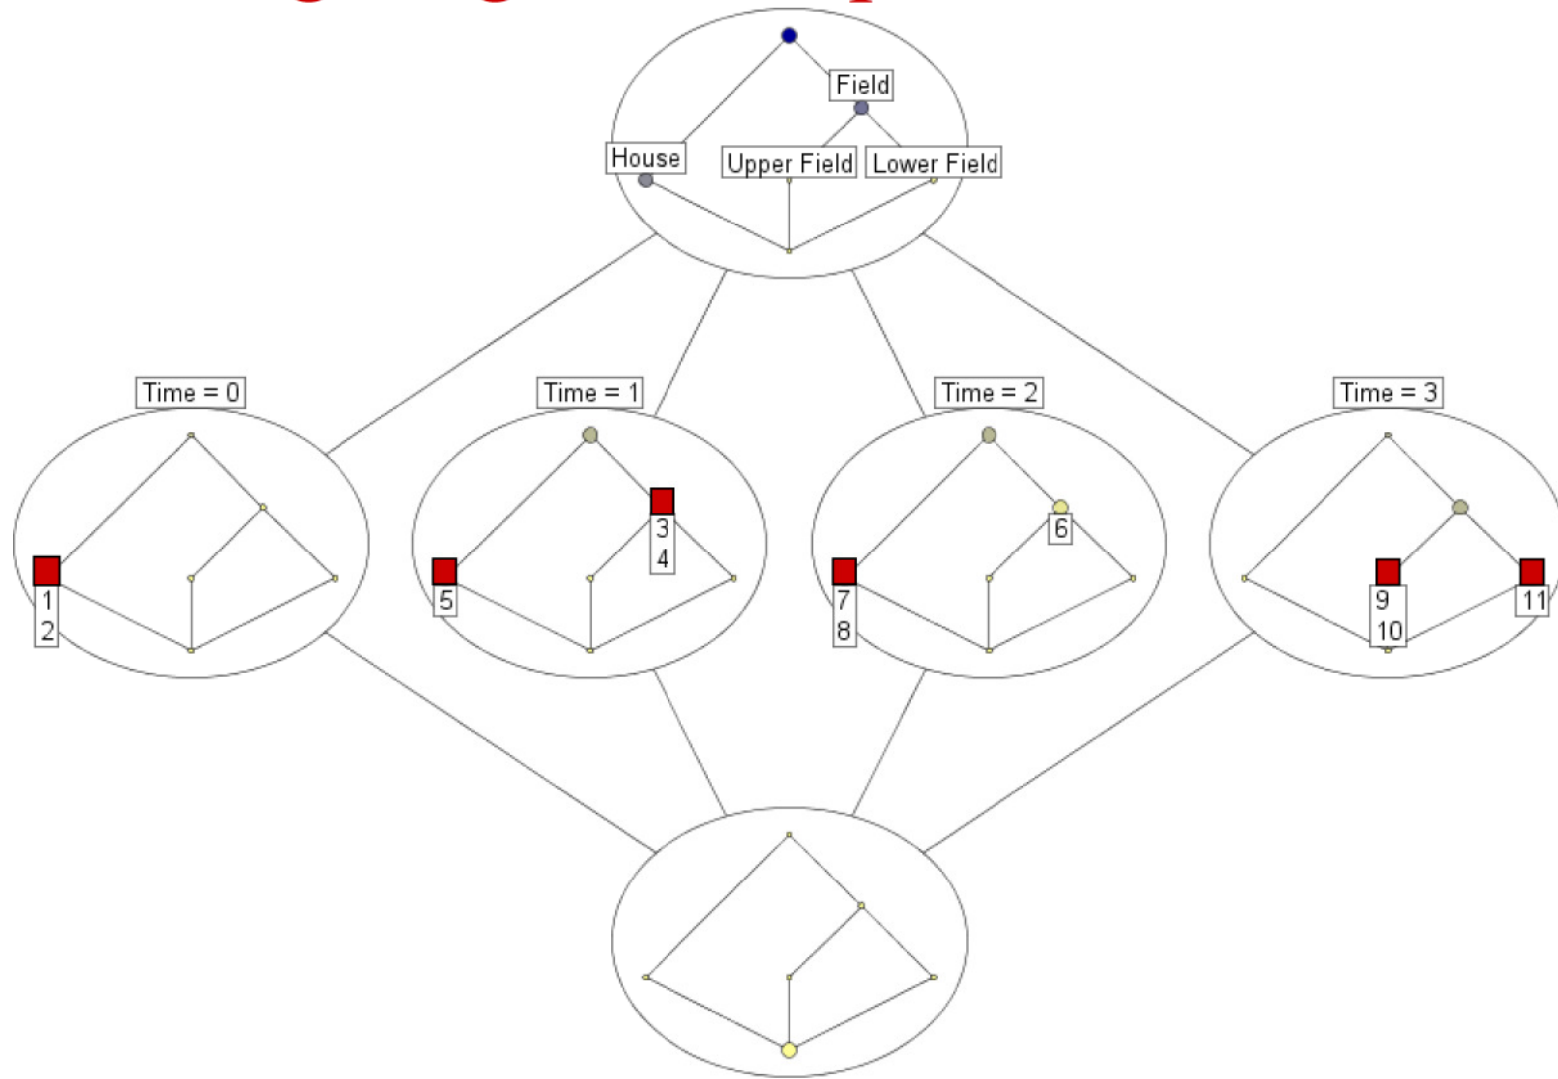 Field
House
Upper Field
Lower Field
Time = 0
Time = 1
Time = 2
Time = 3
1
2
3
4
5
6
7
8
9
10
11